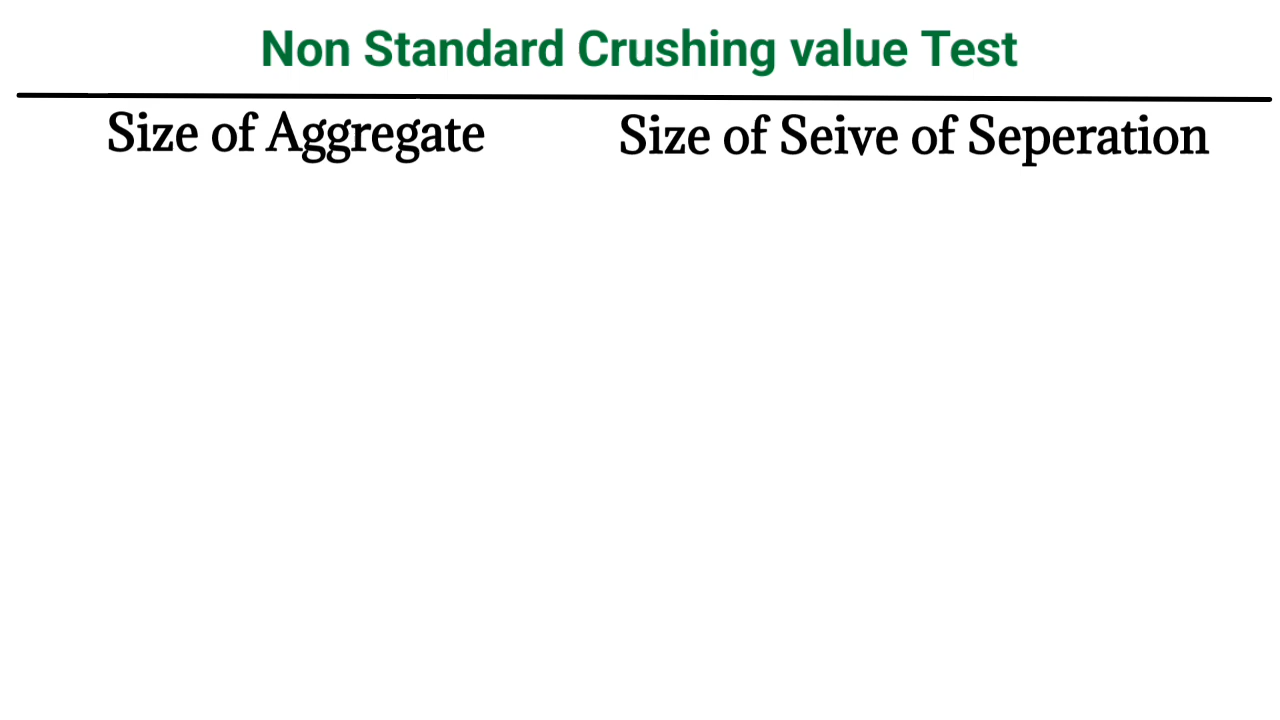 Non Standard Crushing value Test
Size of Aggregate Size of Seive of Seperation